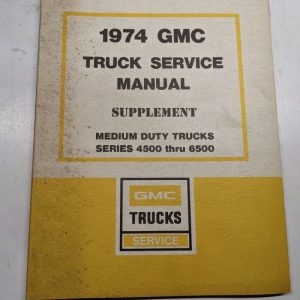 1974 GMC
TRUCK SERVICE
MANUAL
SUPPLEMENT
MEDIUM DUTY TRUCKS
SERIES 4500 thru 6500
GMC
TRUCKS
SERVICE